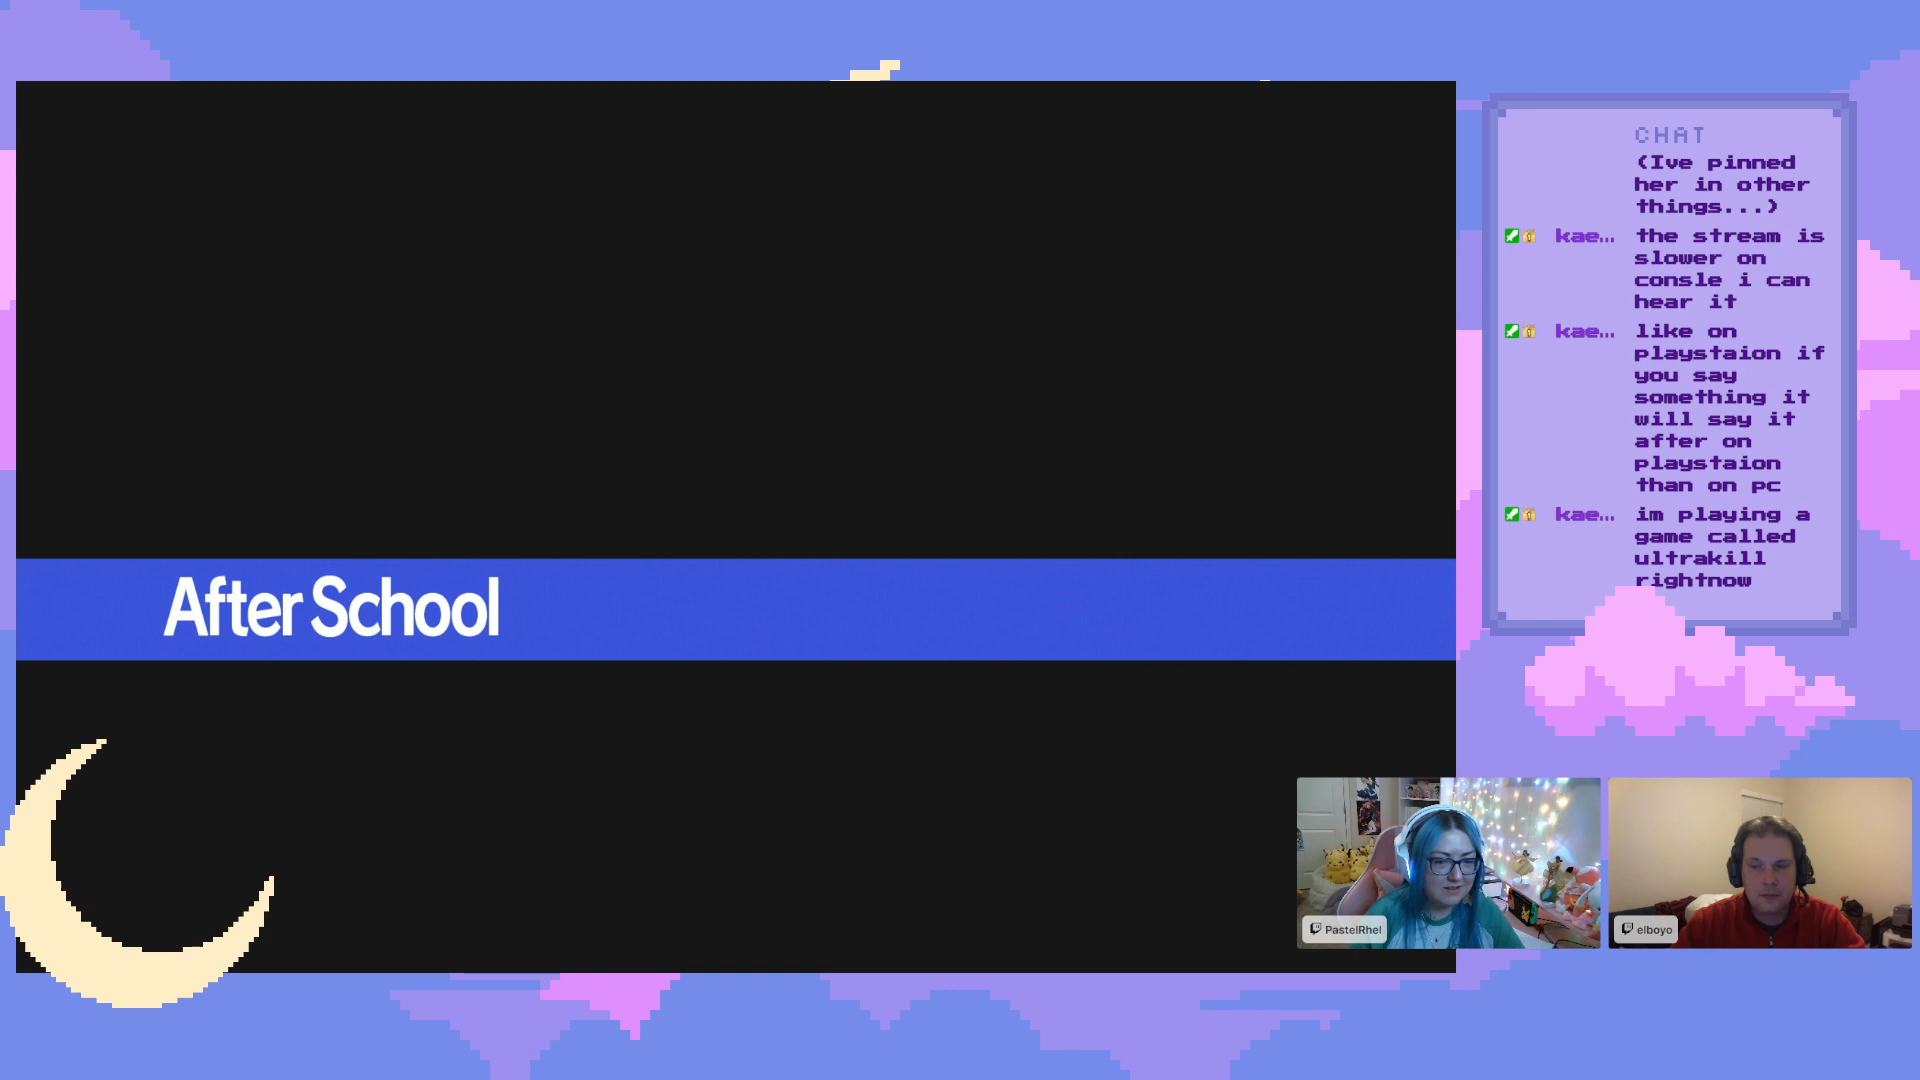 CHAT
(Ive pinned
her in other
things...)
kae... the stream is
slower on
consle i can
hear it
kae... like on
playstaion if
you say
something it
will say it
after on
playstaion
than on pc
kae... im playing a
game called
ultrakill
rightnow
After School
PastelRhel
elboyo